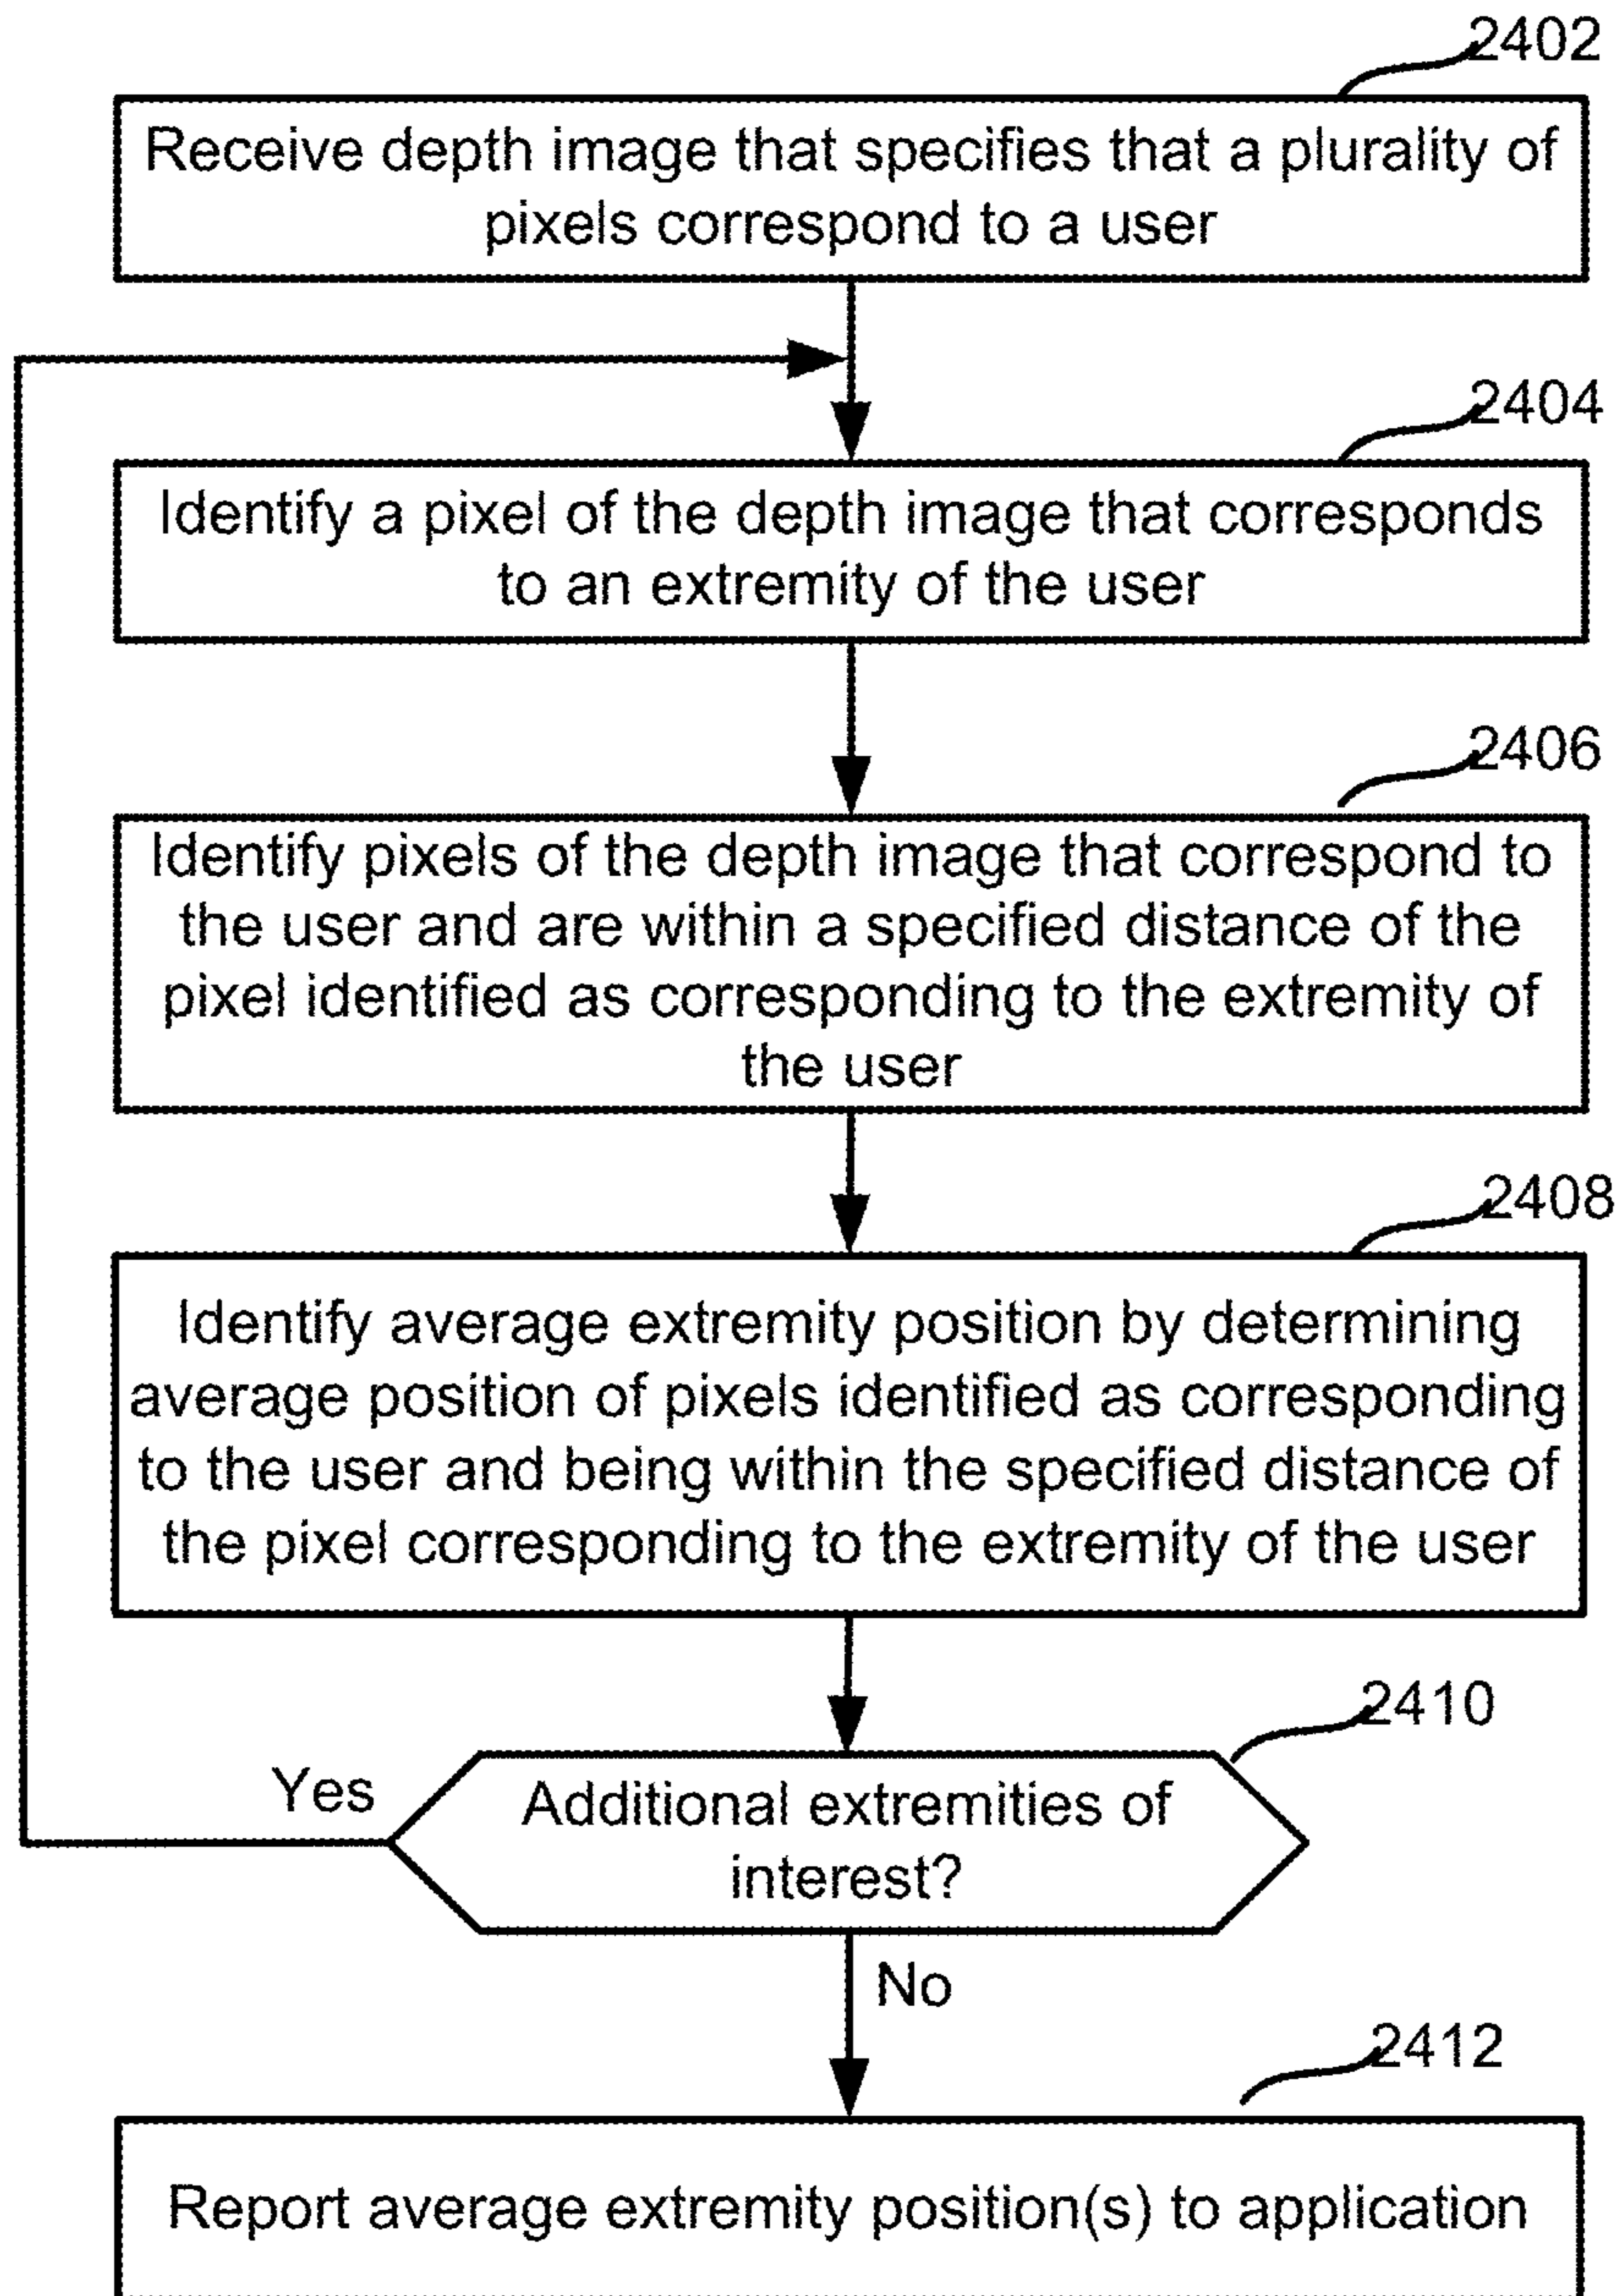 2402
Receive depth image that specifies that a plurality of
pixels correspond to a user
2404
Identify a pixel of the depth image that corresponds
to an extremity of the user
2406
Identify pixels of the depth image that correspond to
the user and are within a specified distance of the
pixel identified as corresponding to the extremity of
the user
2408
Identify average extremity position by determining
average position of pixels identified as corresponding
to the user and being within the specified distance of
the pixel corresponding to the extremity of the user
2410
Yes
Additional extremities of
interest?
No
2412
Report average extremity position(s) to application